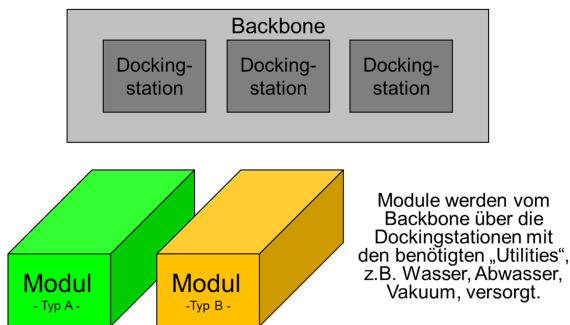 Backbone
Docking-
station
Docking-
station
Docking-
station
Modul
- Typ A -
Modul
-Typ B -
Module werden vom
Backbone über die
Dockingstationen mit
den benötigten „Utilities“,
z.B. Wasser, Abwasser,
Vakuum, versorgt.